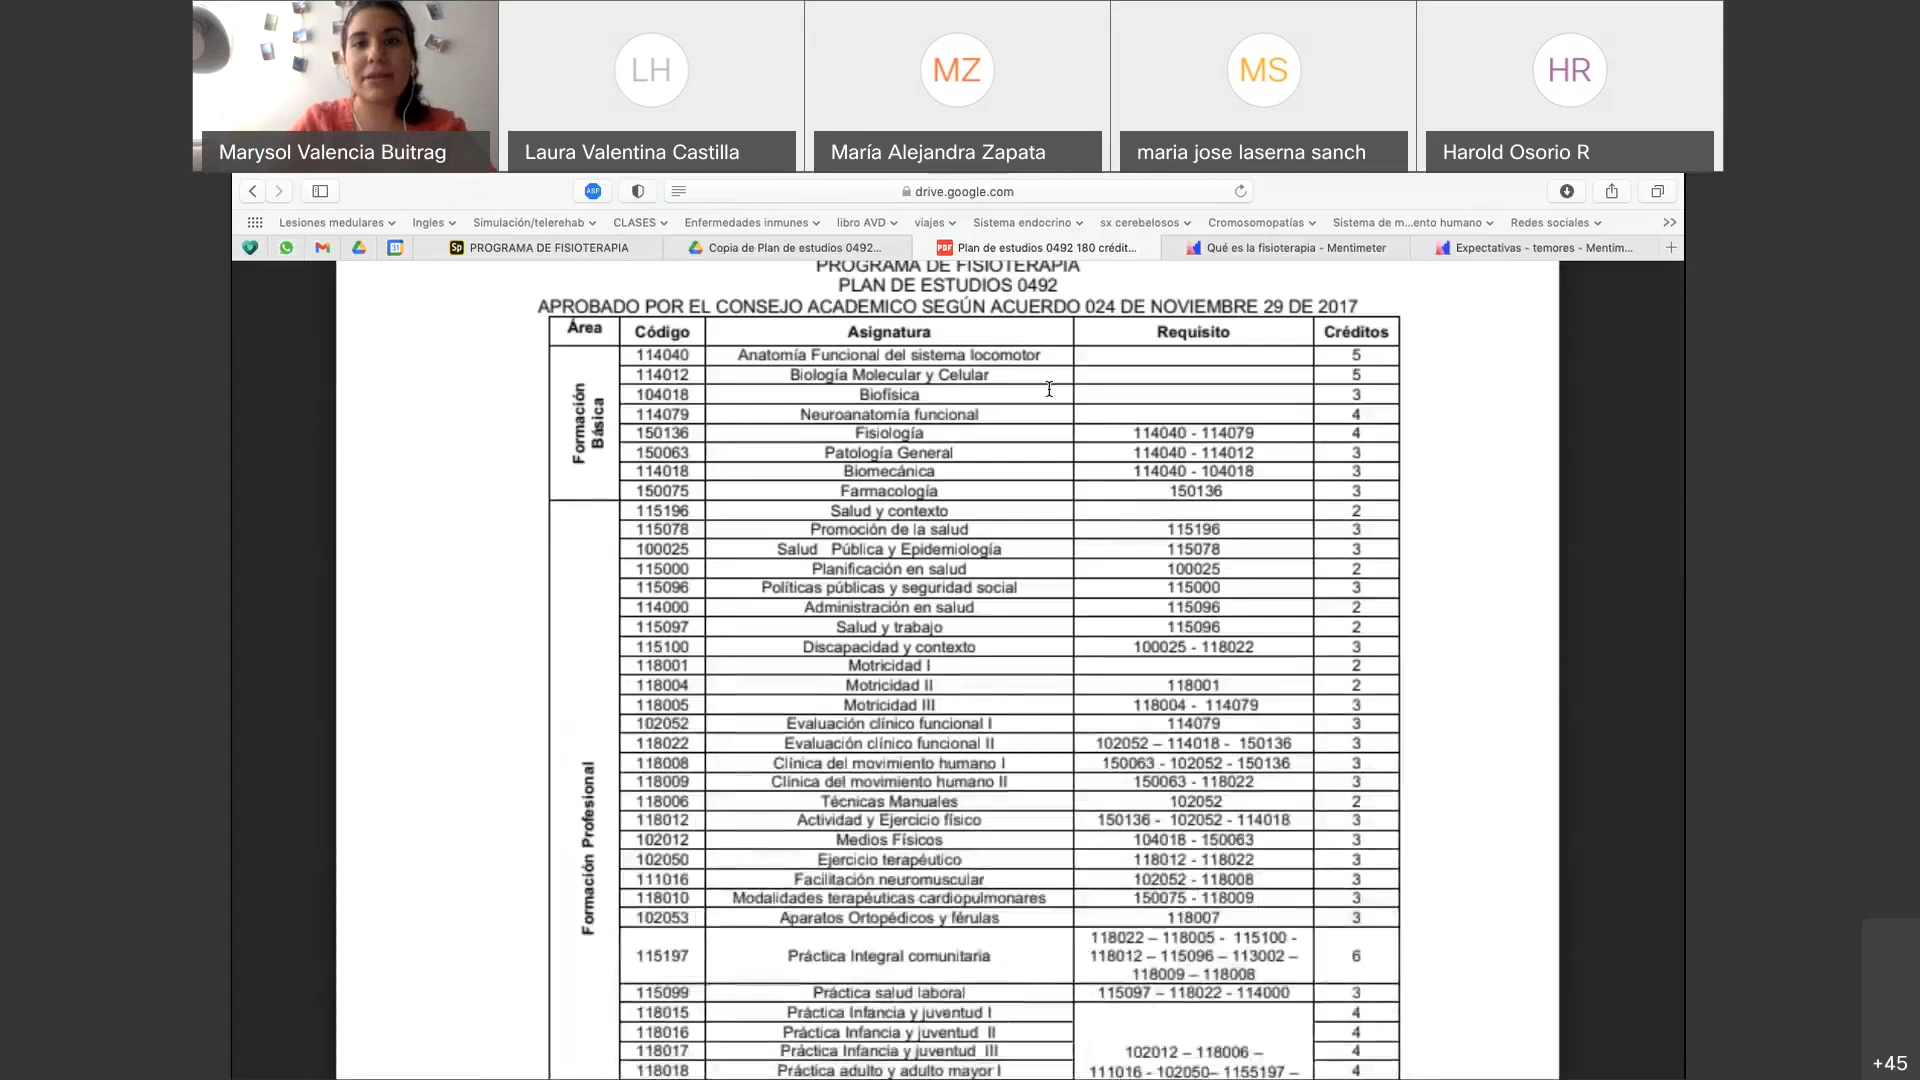 LH
MZ
MS
HR
Marysol Valencia Buitrag
Laura Valentina Castilla
María Alejandra Zapata
maria jose laserna sanch
Harold Osorio R
ABP
drive.google.com
Lesiones medulares
Ingles
Simulación/telerehab
CLASES
Enfermedades inmunes
libro AVD
viajes
Sistema endocrino
sx cerebelosos
Cromosomopatías
Sistema de m...ento humano
Redes sociales
31
Sp PROGRAMA DE FISIOTERAPIA
Copia de Plan de estudios 0492...
PDF Plan de estudios 0492 180 crédit...
Qué es la fisioterapia - Mentimeter
Expectativas - temores - Mentim...
PROGRAMA DE FISIOTERAPIA
PLAN DE ESTUDIOS 0492
APROBADO POR EL CONSEJO ACADEMICO SEGÚN ACUERDO 024 DE NOVIEMBRE 29 DE 2017
Área Código Asignatura Requisito Créditos
Formación Básica
114040 Anatomía Funcional del sistema locomotor 5
114012 Biología Molecular y Celular 5
104018 Biofísica 3
114079 Neuroanatomía funcional 4
150136 Fisiología 114040 - 114079 4
150063 Patología General 114040 - 114012 3
114018 Biomecánica 114040 - 104018 3
150075 Farmacología 150136 3
Formación Profesional
115196 Salud y contexto 2
115078 Promoción de la salud 115196 3
100025 Salud Pública y Epidemiología 115078 3
115000 Planificación en salud 100025 2
115096 Políticas públicas y seguridad social 115000 3
114000 Administración en salud 115096 2
115097 Salud y trabajo 115096 2
115100 Discapacidad y contexto 100025 - 118022 3
118001 Motricidad I 2
118004 Motricidad II 118001 2
118005 Motricidad III 118004 - 114079 3
102052 Evaluación clínico funcional I 114079 3
118022 Evaluación clínico funcional II 102052 – 114018 - 150136 3
118008 Clínica del movimiento humano I 150063 - 102052 - 150136 3
118009 Clínica del movimiento humano II 150063 - 118022 3
118006 Técnicas Manuales 102052 2
118012 Actividad y Ejercicio físico 150136 - 102052 - 114018 3
102012 Medios Físicos 104018 - 150063 3
102050 Ejercicio terapéutico 118012 - 118022 3
111016 Facilitación neuromuscular 102052 - 118008 3
118010 Modalidades terapéuticas cardiopulmonares 150075 - 118009 3
102053 Aparatos Ortopédicos y férulas 118007 3
115197 Práctica Integral comunitaria 118022 – 118005 - 115100 - 118012 – 115096 – 113002 – 118009 – 118008 6
115099 Práctica salud laboral 115097 – 118022 - 114000 3
118015 Práctica Infancia y juventud I 4
118016 Práctica Infancia y juventud II 4
118017 Práctica Infancia y juventud III 102012 – 118006 – 4
118018 Práctica adulto y adulto mayor I 111016 - 102050– 1155197 – 4
+45